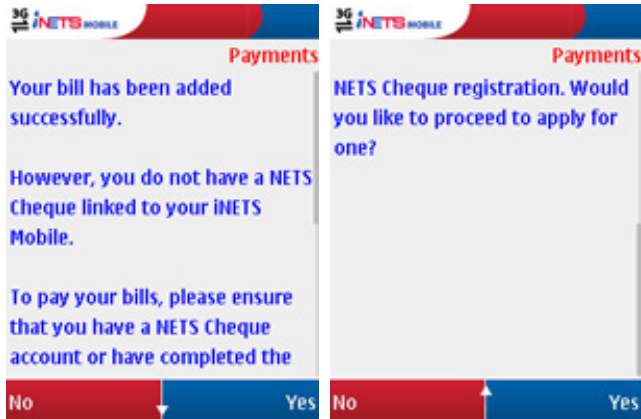 3G iNETS MOBILE
Payments
Your bill has been added
successfully.
However, you do not have a NETS
Cheque linked to your iNETS
Mobile.
To pay your bills, please ensure
that you have a NETS Cheque
account or have completed the
No Yes
3G iNETS MOBILE
Payments
NETS Cheque registration. Would
you like to proceed to apply for
one?
No Yes